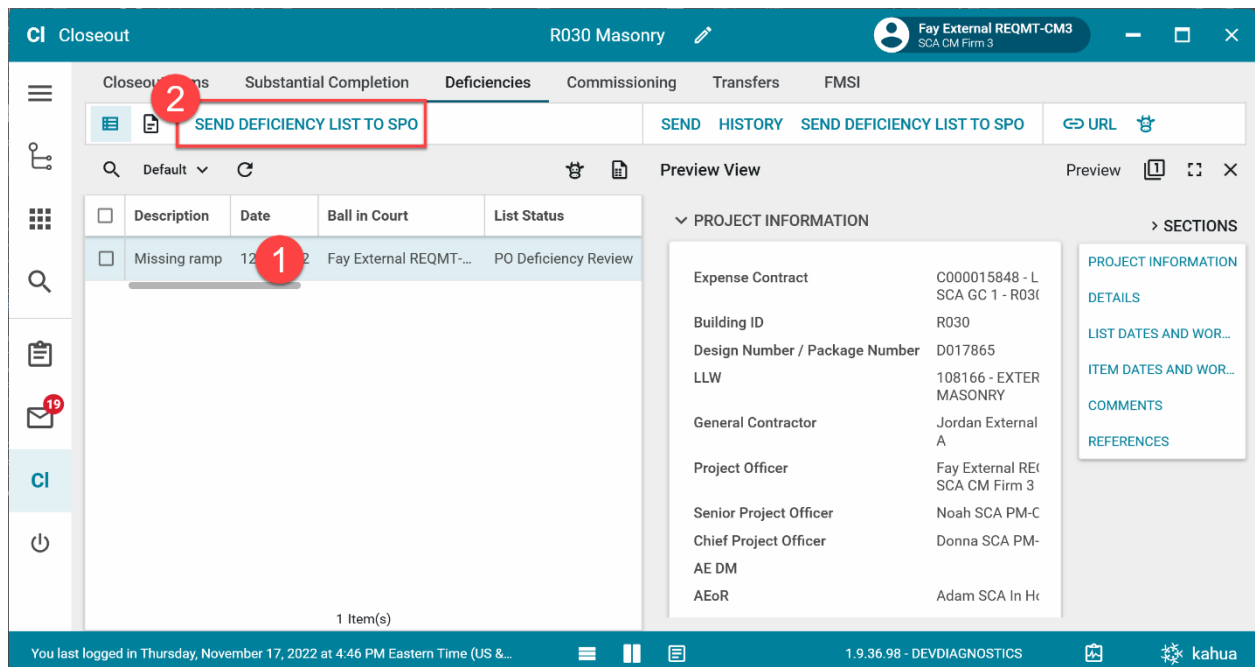 Cl Closeout
R030 Masonry
Fay External REQMT-CM3
SCA CM Firm 3
Substantial Completion
Deficiencies
Commissioning
Transfers
FMSI
2
SEND DEFICIENCY LIST TO SPO
SEND
HISTORY
SEND DEFICIENCY LIST TO SPO
URL
Default
Preview View
Preview
1
Description
Date
Ball in Court
List Status
Missing ramp
1
Fay External REQMT-...
PO Deficiency Review
PROJECT INFORMATION
Expense Contract
C000015848 - L
SCA GC 1 - R03
Building ID
R030
Design Number / Package Number
D017865
LLW
108166 - EXTER
MASONRY
General Contractor
Jordan External
A
Project Officer
Fay External RE
SCA CM Firm 3
Senior Project Officer
Noah SCA PM-
Chief Project Officer
Donna SCA PM-
AE DM
AEoR
Adam SCA In
> SECTIONS
PROJECT INFORMATION
DETAILS
LIST DATES AND WOR...
ITEM DATES AND WOR...
COMMENTS
REFERENCES
19
Cl
1 Item(s)
You last logged in Thursday, November 17, 2022 at 4:46 PM Eastern Time (US &...
1.9.36.98 - DEVDIAGNOSTICS
kahua